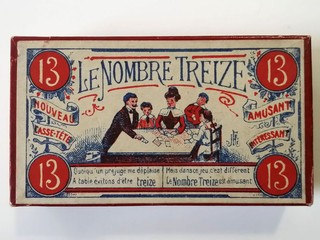 13
LE NOMBRE TREIZE
13
NOUVEAU
CASSE-TÊTE
AMUSANT
INTÉRESSANT
13
13
Quoiqu'un préjugé me déplaise
A table évitons d'être treize
Mais dans ce jeu, c'est différent
Le Nombre Treize est amusant